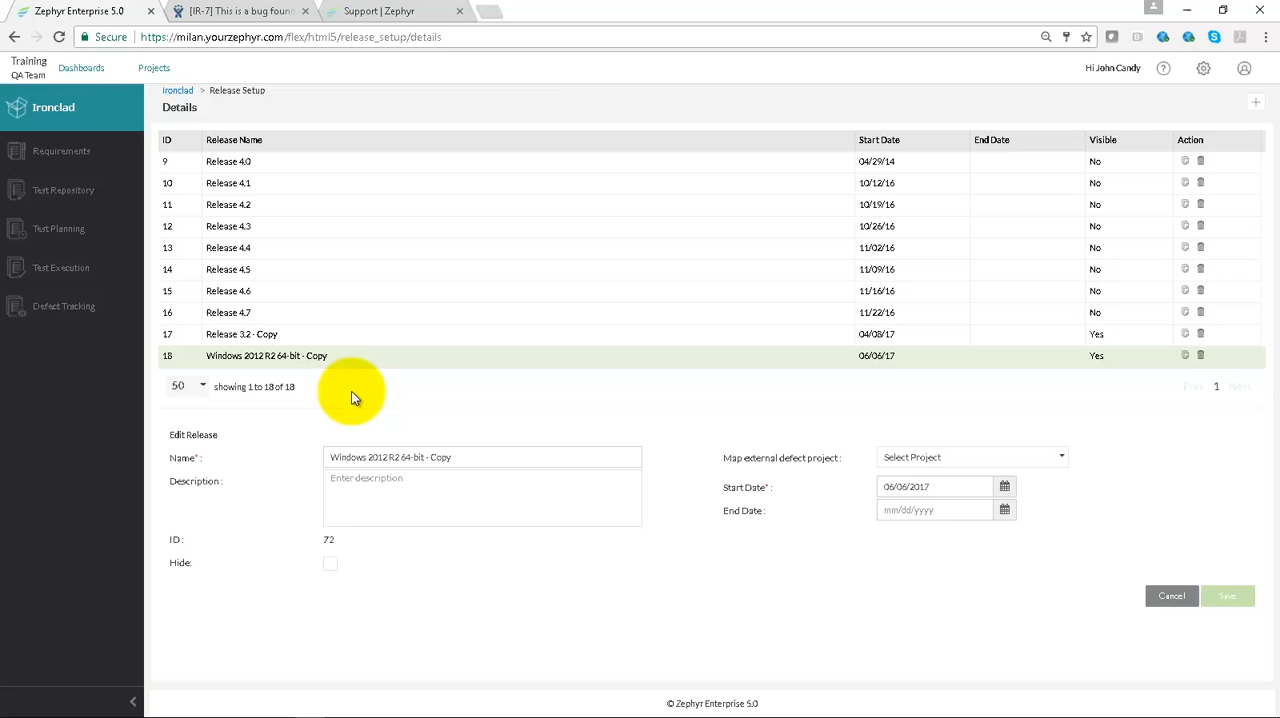 Zephyr Enterprise 5.0
[IR-7] This is a bug foun
Support | Zephyr
Secure https://milan.yourzephyr.com/flex/html5/release_setup/details
Training
QA Team
Dashboards
Projects
Hi John Candy
Ironclad
Requirements
Test Repository
Test Planning
Test Execution
Defect Tracking
Ironclad > Release Setup
Details
ID Release Name Start Date End Date Visible Action
9 Release 4.0 04/29/14 No
10 Release 4.1 10/12/16 No
11 Release 4.2 10/19/16 No
12 Release 4.3 10/26/16 No
13 Release 4.4 11/02/16 No
14 Release 4.5 11/09/16 No
15 Release 4.6 11/16/16 No
16 Release 4.7 11/22/16 No
17 Release 3.2 - Copy 04/08/17 Yes
18 Windows 2012 R2 64-bit - Copy 06/06/17 Yes
50 showing 1 to 18 of 18 Prev 1 Next
Edit Release
Name* : Windows 2012 R2 64-bit - Copy
Description : Enter description
ID : 72
Hide:
Map external defect project : Select Project
Start Date* : 06/06/2017
End Date : mm/dd/yyyy
Cancel Save
© Zephyr Enterprise 5.0